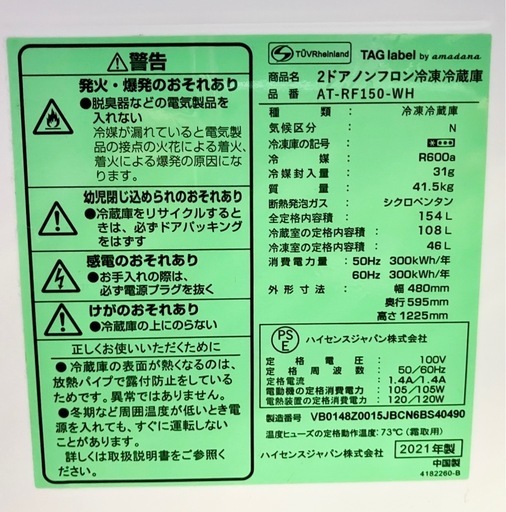 警告
発火・爆発のおそれあり
●脱臭器などの電気製品を
入れない
冷媒が漏れていると電気製
品の接点の火花による着火、
着火による爆発の原因にな
ります。
幼児閉じ込められのおそれあり
●冷蔵庫をリサイクルすると
きは、必ずドアパッキング
をはずす
感電のおそれあり
●お手入れの際は、
必ず電源プラグを抜く
けがのおそれあり
●冷蔵庫の上にのらない
正しくお使いいただくために
●冷蔵庫の表面が熱くなるのは、
放熱パイプで露付防止をしている
ためです。異常ではありません。
●冬期など周囲温度が低いとき電
源を入れても、すぐに運転しない
ことがあります。
詳しくは取扱説明書をご参照く
ださい。
TÜVRheinland TAG label by amadana
商品名 2ドアノンフロン冷凍冷蔵庫
品番 AT-RF150-WH
種類 冷凍冷蔵庫
気候区分 N
冷蔵庫の記号
冷媒 R600a
冷媒封入量 31g
質量 41.5kg
断熱発泡ガス シクロペンタン
全定格内容積 154L
冷蔵室の定格内容積 108L
冷凍室の定格内容積 46L
消費電力量 50Hz 300kWh/年
60Hz 300kWh/年
外形寸法 幅 480mm
奥行 595mm
高さ 1225mm
PSE ハイセンスジャパン株式会社
定格電圧 100V
定格周波数 50/60Hz
定格電流 1.4A/1.4A
電動機の定格消費電力 105/105W
電熱装置の定格消費電力 120/120W
製造番号 VB0148Z0015JBCN6BS40490
温度ヒューズの定格動作温度:73℃(霜取用)
ハイセンスジャパン株式会社 2021年製
中国製
4182260-B